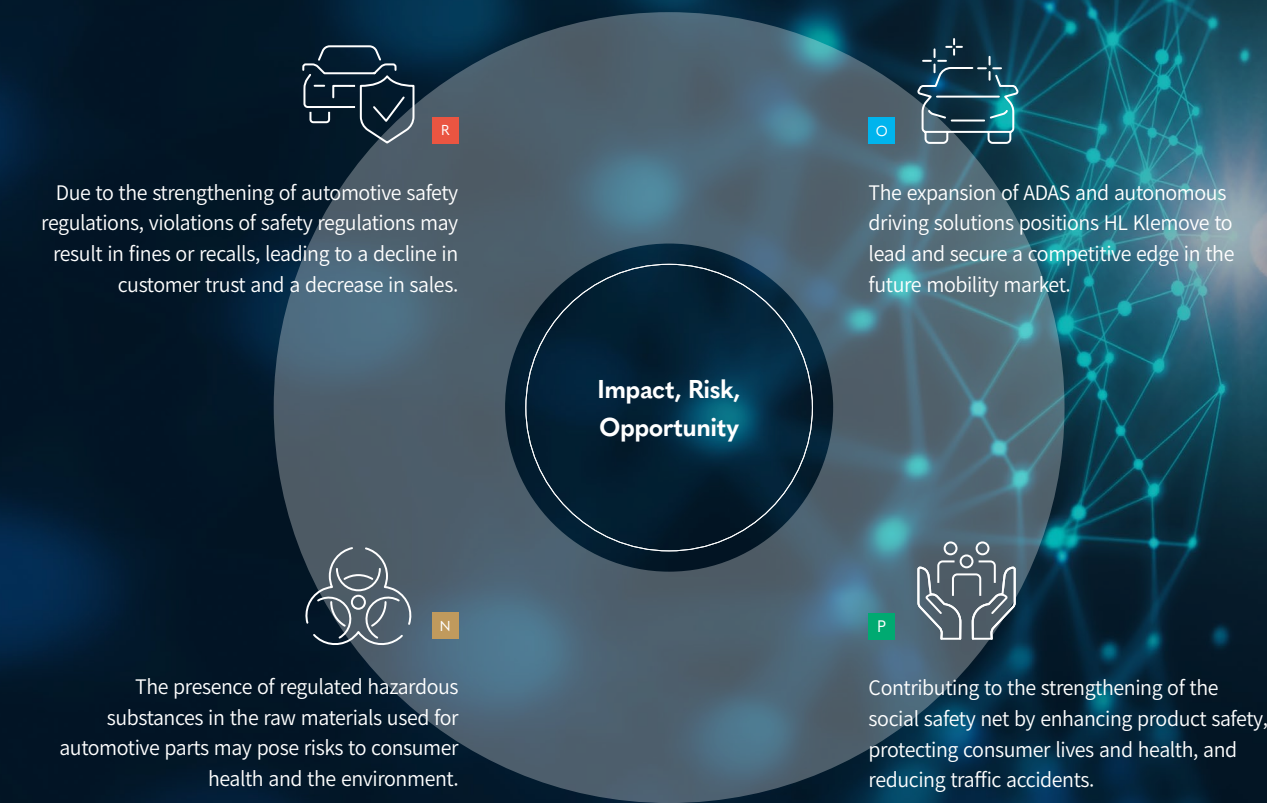 R
Due to the strengthening of automotive safety
regulations, violations of safety regulations may
result in fines or recalls, leading to a decline in
customer trust and a decrease in sales.
O
The expansion of ADAS and autonomous
driving solutions positions HL Klemove to
lead and secure a competitive edge in the
future mobility market.
Impact, Risk,
Opportunity
N
The presence of regulated hazardous
substances in the raw materials used for
automotive parts may pose risks to consumer
health and the environment.
P
Contributing to the strengthening of the
social safety net by enhancing product safety,
protecting consumer lives and health, and
reducing traffic accidents.